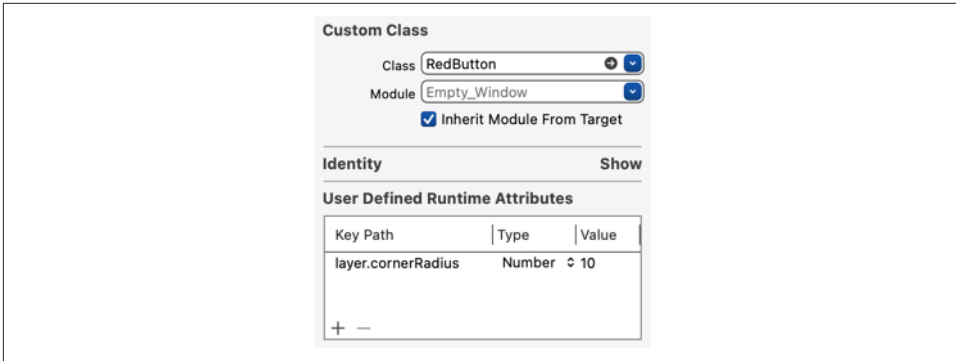 Custom Class
Class RedButton
Module Empty_Window
Inherit Module From Target
Identity Show
User Defined Runtime Attributes
Key Path Type Value
layer.cornerRadius Number 10